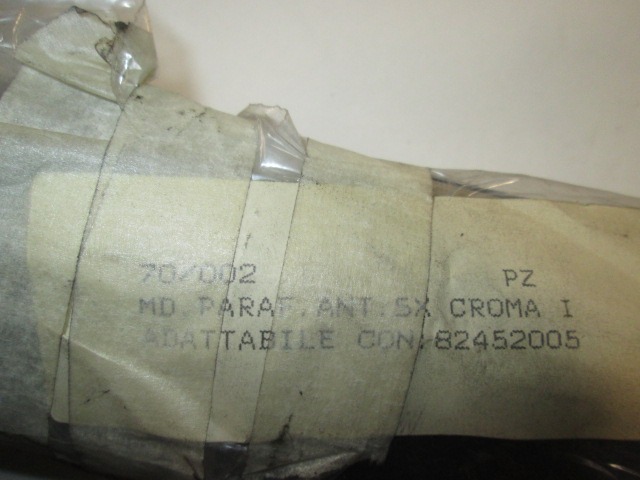 70/002 PZ
MD.PARAF.ANT.SX CROMA I
ADATTABILE CON.82452005